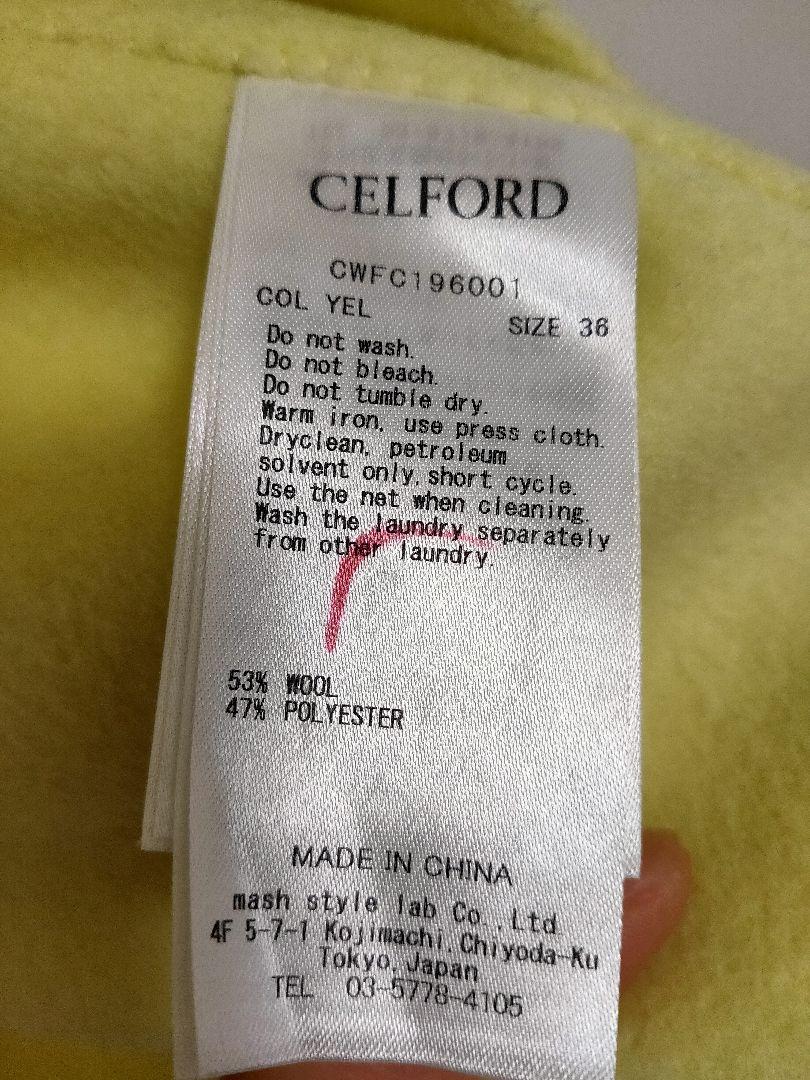 CELFORD
CWFC196001
COL YEL
SIZE 36
Do not wash.
Do not bleach.
Do not tumble dry.
Warm iron, use press cloth.
Dryclean, petroleum
solvent only, short cycle.
Use the net when cleaning.
Wash the laundry separately
from other laundry.
53% WOOL
47% POLYESTER
MADE IN CHINA
mash style lab Co.,Ltd
4F 5-7-1 Kojimachi,Chiyoda-Ku
Tokyo,Japan
TEL 03-5778-4105